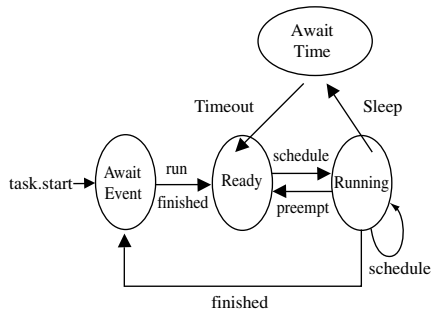 Await
Time
Timeout
Sleep
task.start
Await
Event
run
finished
Ready
schedule
preempt
Running
schedule
finished